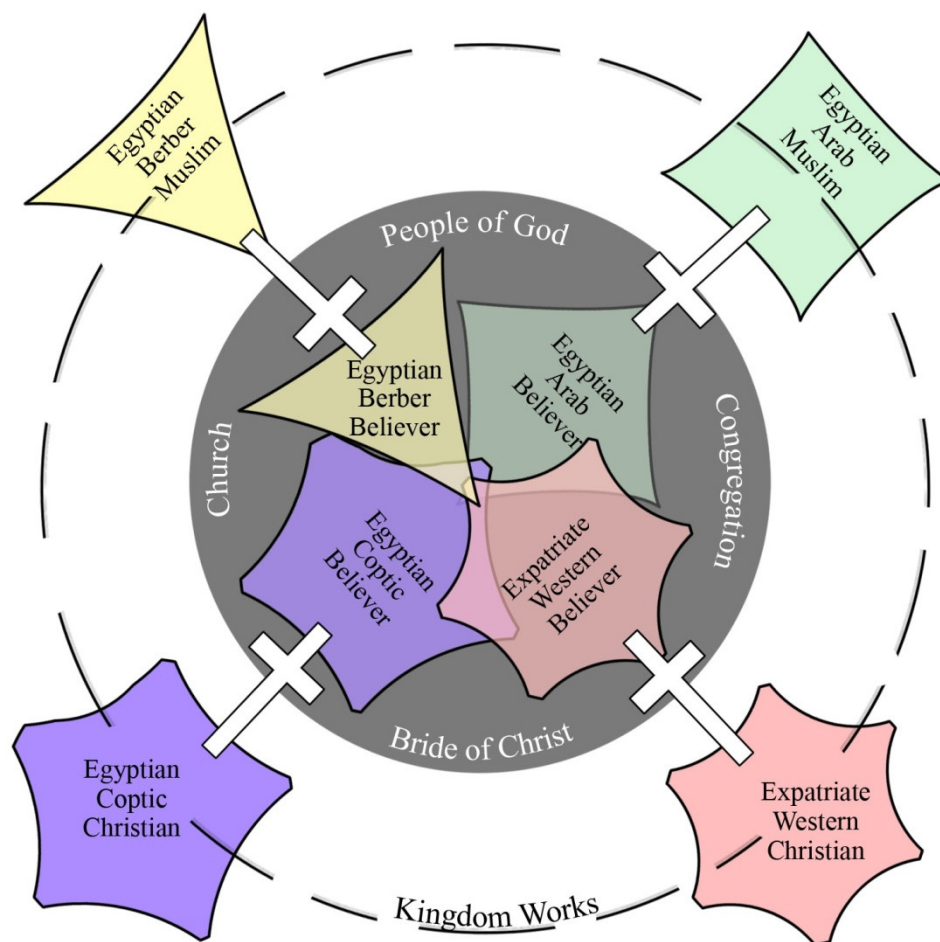 Egyptian
Berber
Muslim
Egyptian
Arab
Muslim
People of God
Egyptian
Berber
Believer
Egyptian
Arab
Believer
Church
Congregation
Egyptian
Coptic
Believer
Expatriate
Western
Believer
Bride of Christ
Egyptian
Coptic
Christian
Expatriate
Western
Christian
Kingdom Works